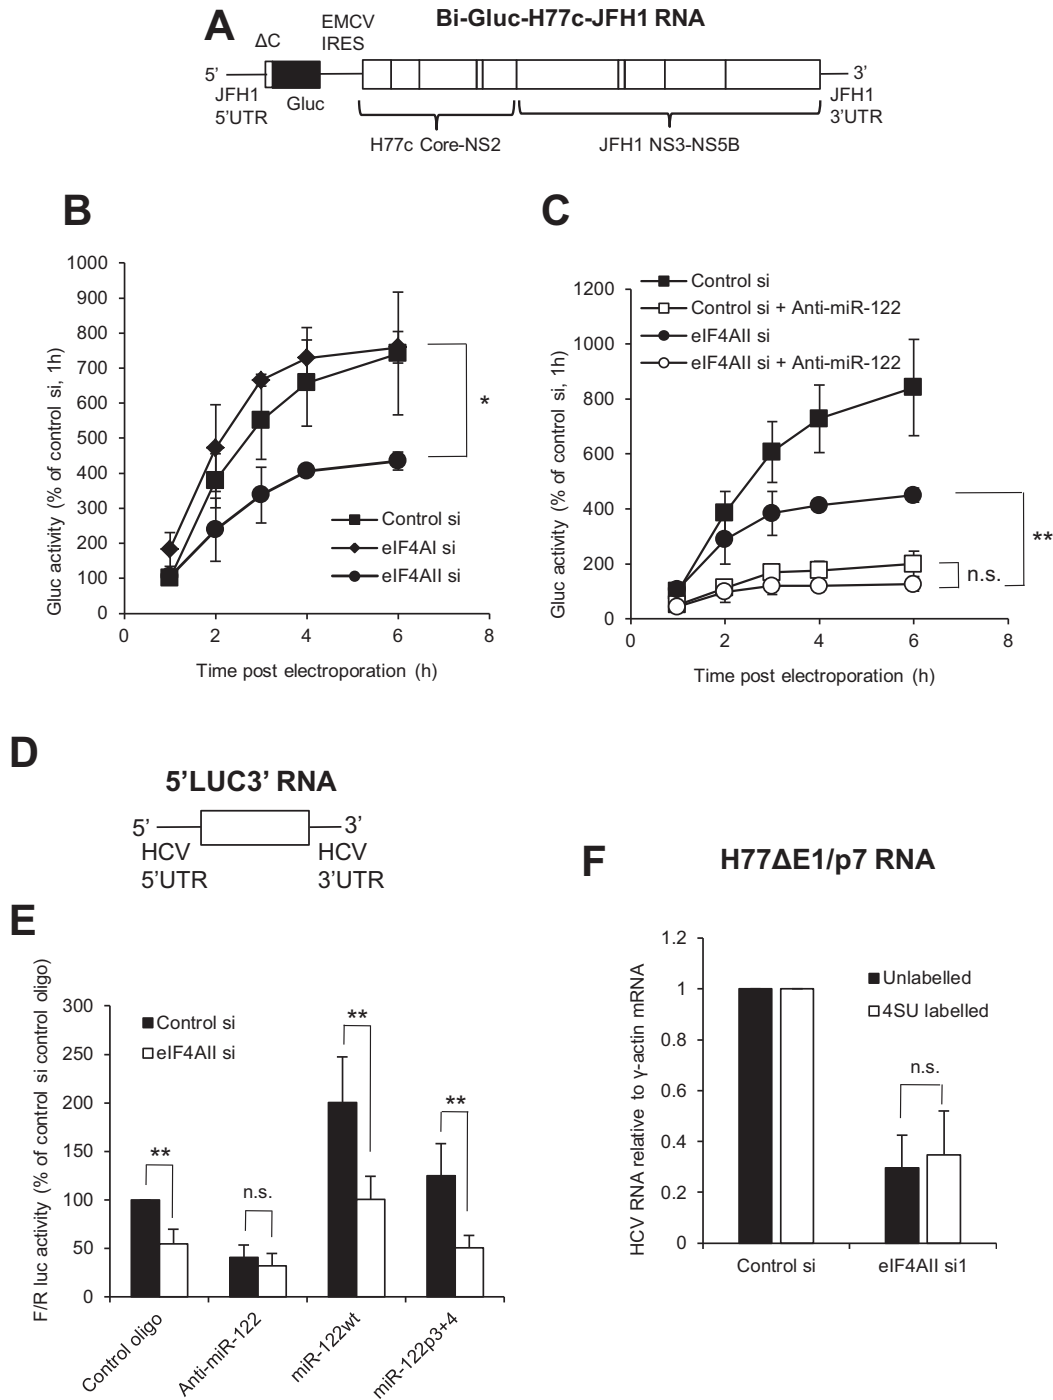 A
Bi-Gluc-H77c-JFH1 RNA
ΔC
EMCV
IRES
5’
3’
JFH1
5’UTR
Gluc
JFH1
3’UTR
H77c Core-NS2
JFH1 NS3-NS5B
B
Gluc activity (% of control si, 1h)
1000
900
800
700
600
500
400
300
200
100
0
0
2
4
6
8
*
Control si
eIF4AI si
eIF4AII si
Time post electroporation (h)
C
Gluc activity (% of control si, 1h)
1200
1000
800
600
400
200
0
0
2
4
6
8
Control si
Control si + Anti-miR-122
eIF4AII si
eIF4AII si + Anti-miR-122
**
n.s.
Time post electroporation (h)
D
5’LUC3’ RNA
5’
3’
HCV
5’UTR
HCV
3’UTR
E
F/R luc activity (% of control si control oligo)
300
250
200
150
100
50
0
Control si
eIF4AII si
**
n.s.
**
**
Control oligo
Anti-miR-122
miR-122wt
miR-122p3+4
F
H77ΔE1/p7 RNA
HCV RNA relative to γ-actin mRNA
1.2
1
0.8
0.6
0.4
0.2
0
Unlabelled
4SU labelled
n.s.
Control si
eIF4AII si1